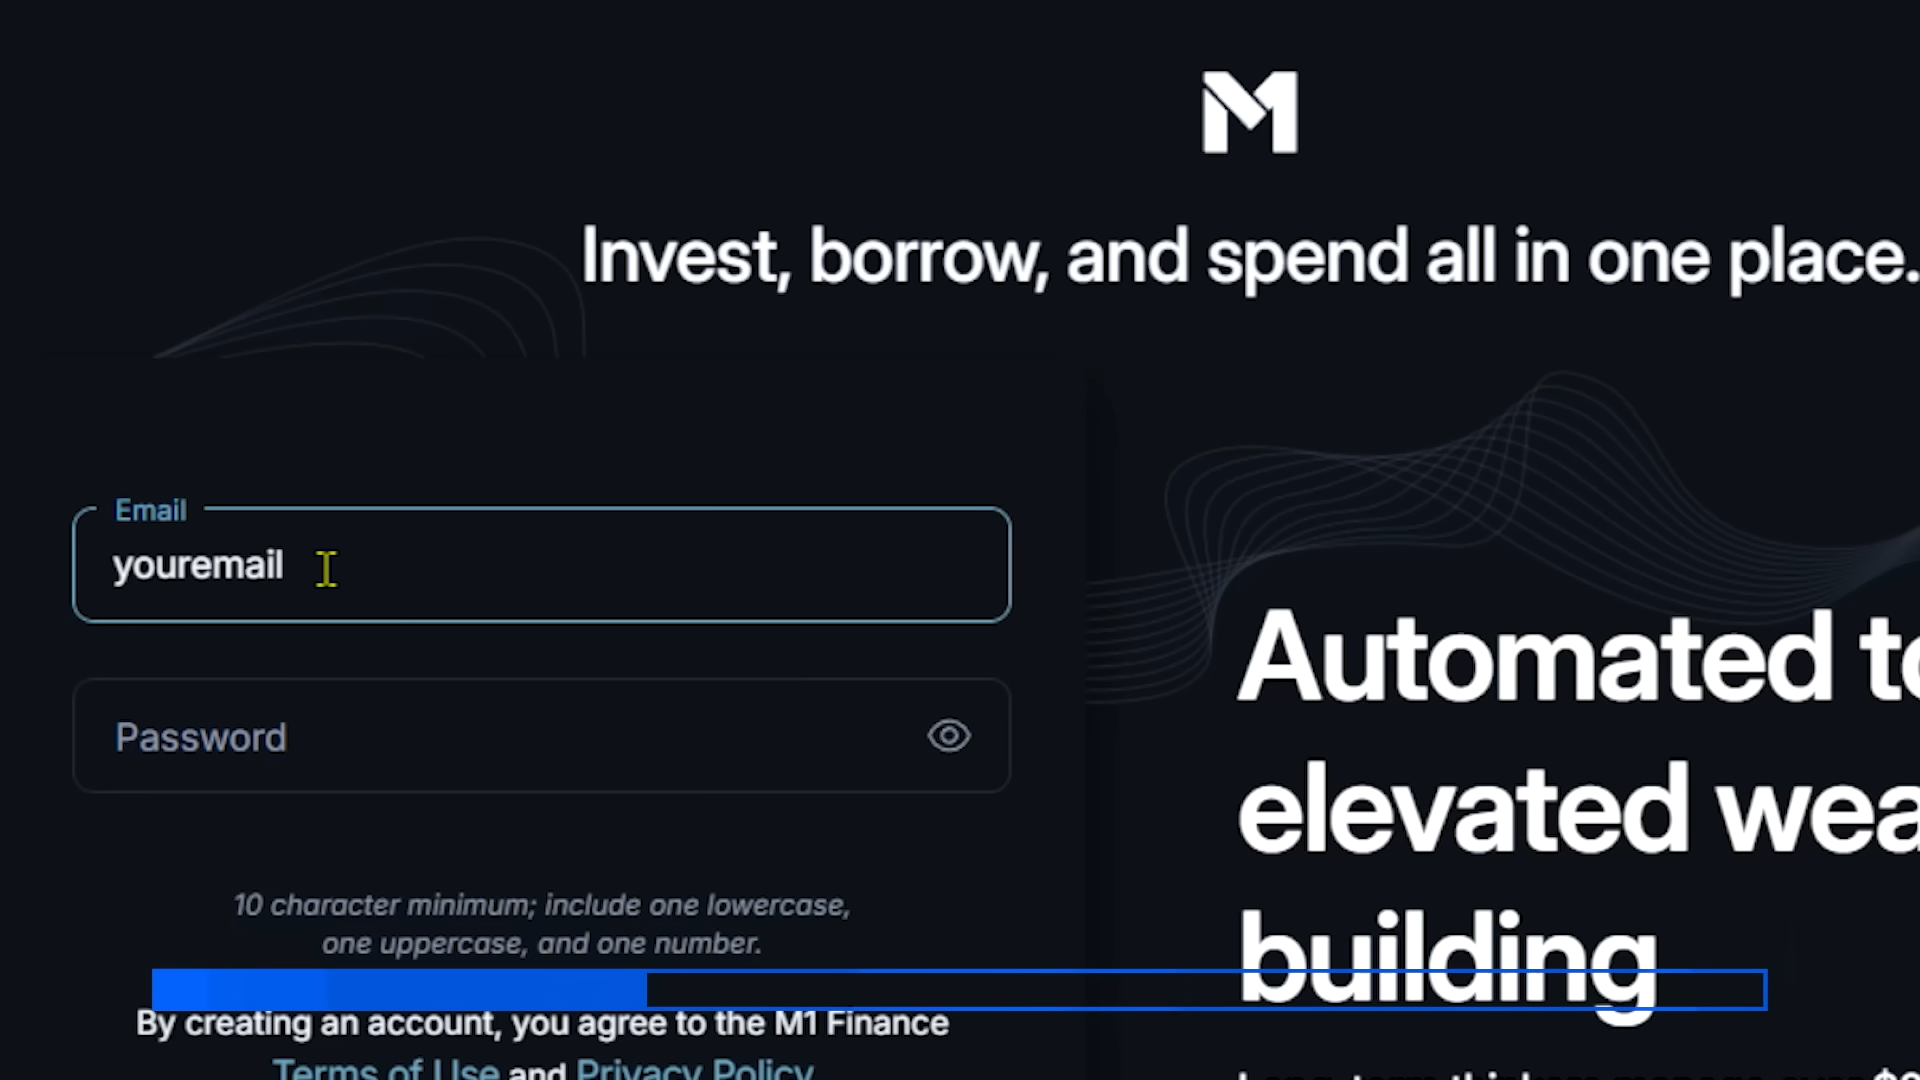 M1
Invest, borrow, and spend all in one place.
Email
youremail
Password
10 character minimum; include one lowercase,
one uppercase, and one number.
By creating an account, you agree to the M1 Finance
Terms of Use and Privacy Policy
Automated
elevated
building